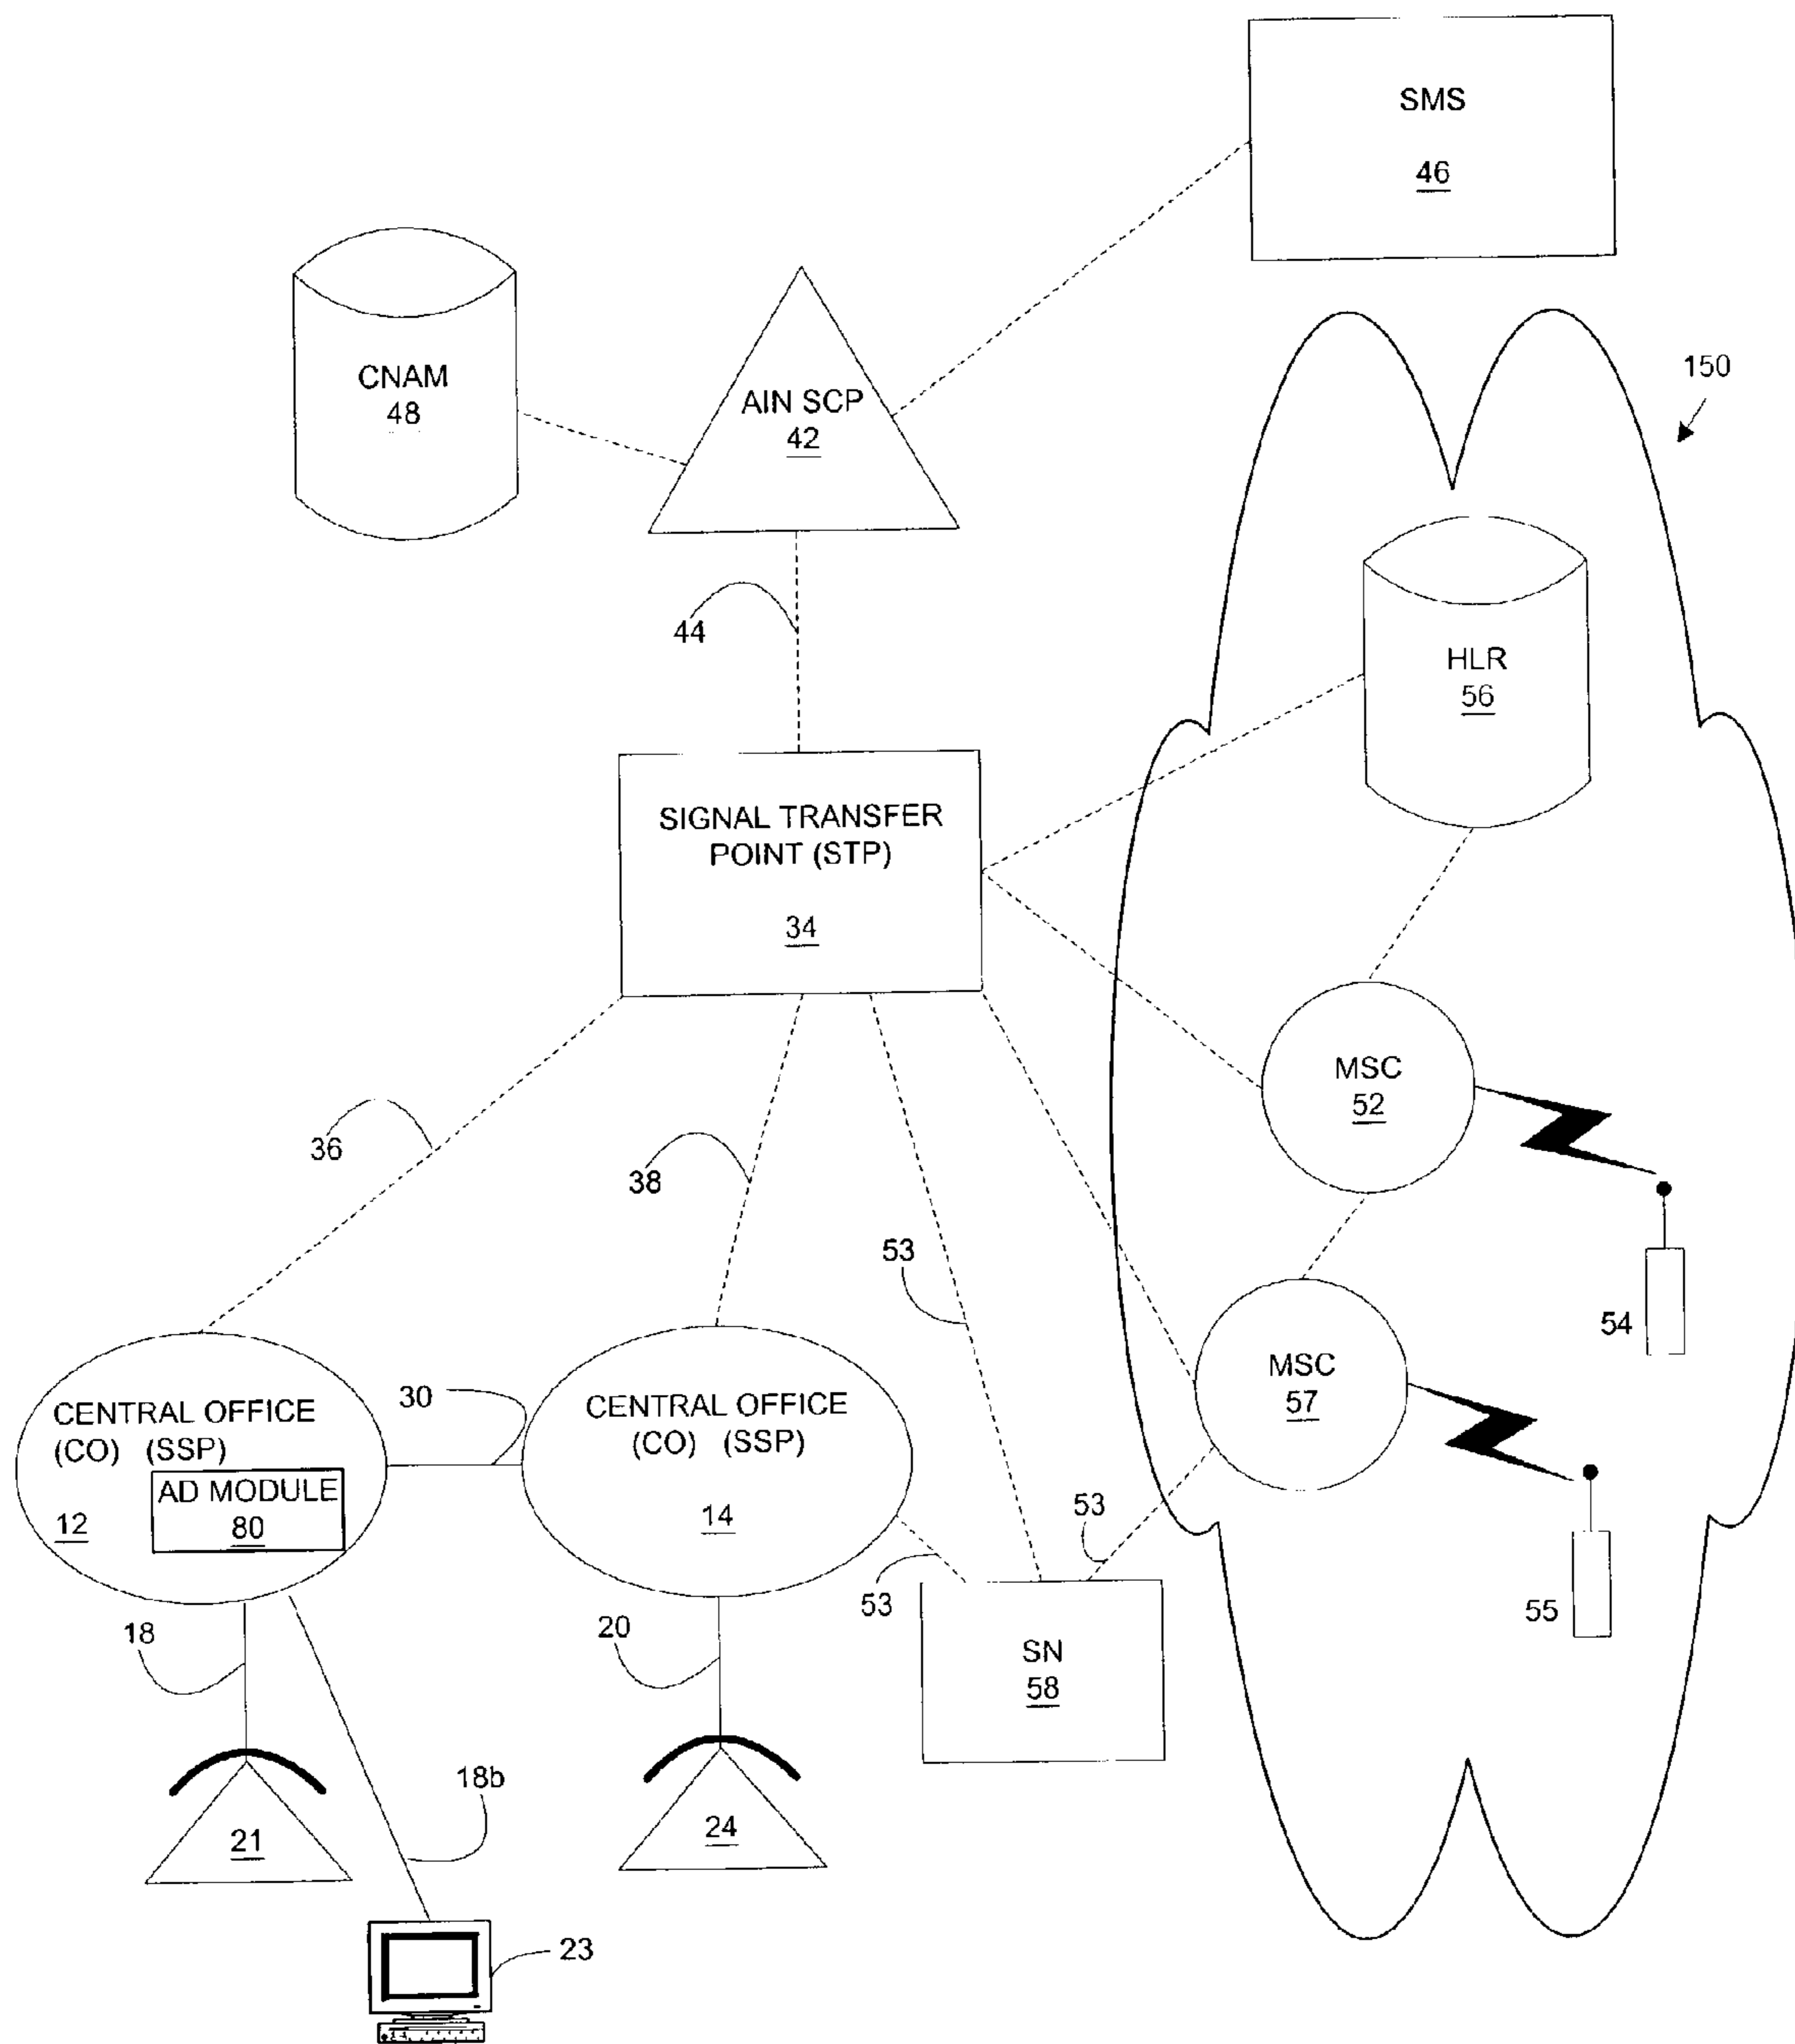 SMS
46
150
CNAM
48
AIN SCP
42
44
HLR
56
SIGNAL TRANSFER
POINT (STP)
34
MSC
52
36
38
53
54
MSC
57
CENTRAL OFFICE
(CO) (SSP)
AD MODULE
80
12
30
CENTRAL OFFICE
(CO) (SSP)
14
53
53
55
18
20
SN
58
18b
21
24
23